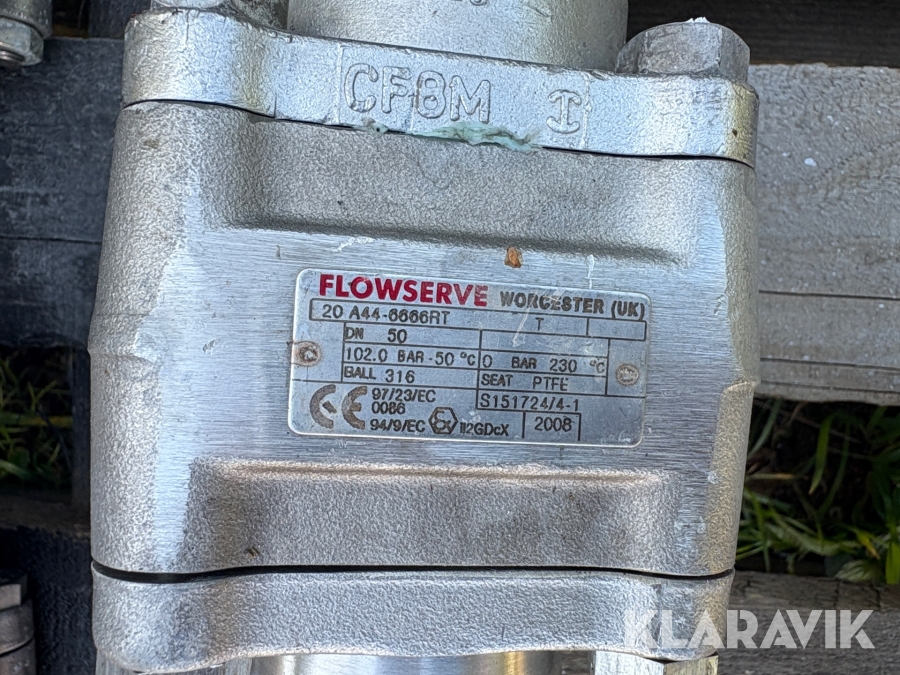 CF8M
FLOWSERVE WORCESTER (UK)
20 A44-6666RT T
DN 50
102.0 BAR -50 °C 0 BAR 230 °C
BALL 316 SEAT PTFE
97/23/EC S151724/4-1
0086
94/9/EC Ex II2GDcX 2008
KLARAVIK